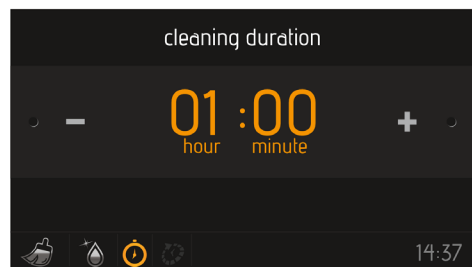 cleaning duration
− 01 :00 +
hour minute
14:37